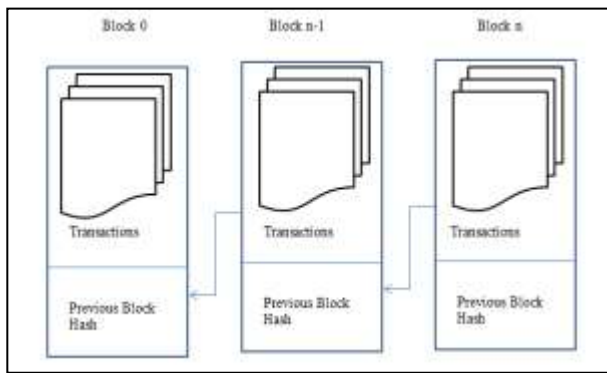 Block 0
Block n-1
Block n
Transactions
Transactions
Transactions
Previous Block
Hash
Previous Block
Hash
Previous Block
Hash